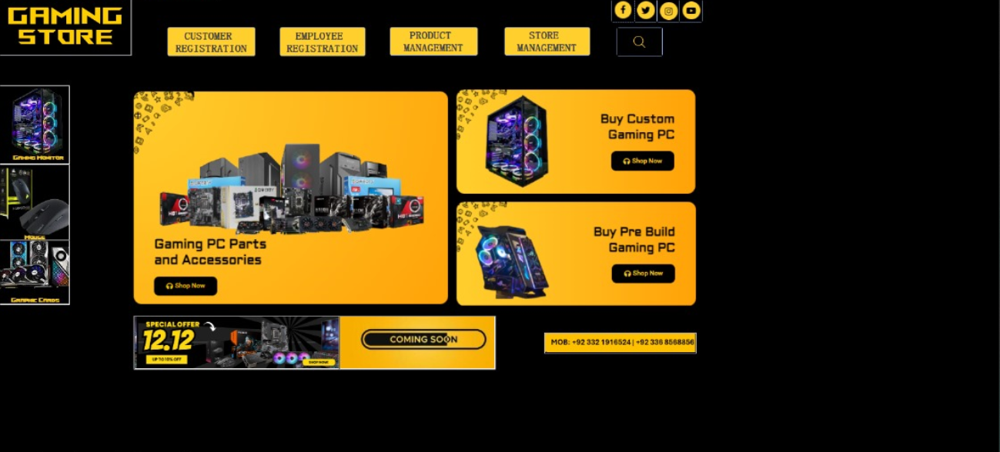 GAMING
STORE
CUSTOMER
REGISTRATION
EMPLOYEE
REGISTRATION
PRODUCT
MANAGEMENT
STORE
MANAGEMENT
GAMING MONITOR
MOUSE
GRAPHIC CARDS
Gaming PC Parts
and Accessories
Shop Now
Buy Custom
Gaming PC
Shop Now
Buy Pre Build
Gaming PC
Shop Now
SPECIAL OFFER
12.12
UP TO 10% OFF
SHOP NOW
COMING SOON
MOB: +92 332 1916524 | +92 336 8568856